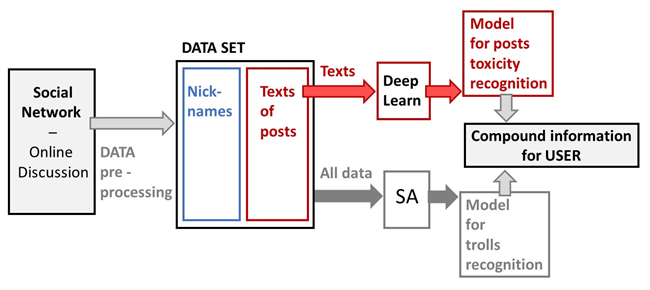 DATA SET
Social
Network
–
Online
Discussion
DATA
pre -
processing
Nick-
names
Texts
of
posts
Texts
Deep
Learn
Model
for posts
toxicity
recognition
Compound information
for USER
All data
SA
Model
for
trolls
recognition